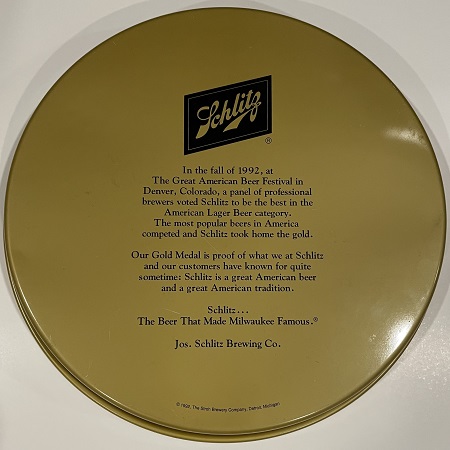 Schlitz
®
In the fall of 1992, at
The Great American Beer Festival in
Denver, Colorado, a panel of professional
brewers voted Schlitz to be the best in the
American Lager Beer category.
The most popular beers in America
competed and Schlitz took home the gold.
Our Gold Medal is proof of what we at Schlitz
and our customers have known for quite
sometime: Schlitz is a great American beer
and a great American tradition.
Schlitz...
The Beer That Made Milwaukee Famous.®
Jos. Schlitz Brewing Co.
The Stroh Brewery Company, Detroit, Michigan